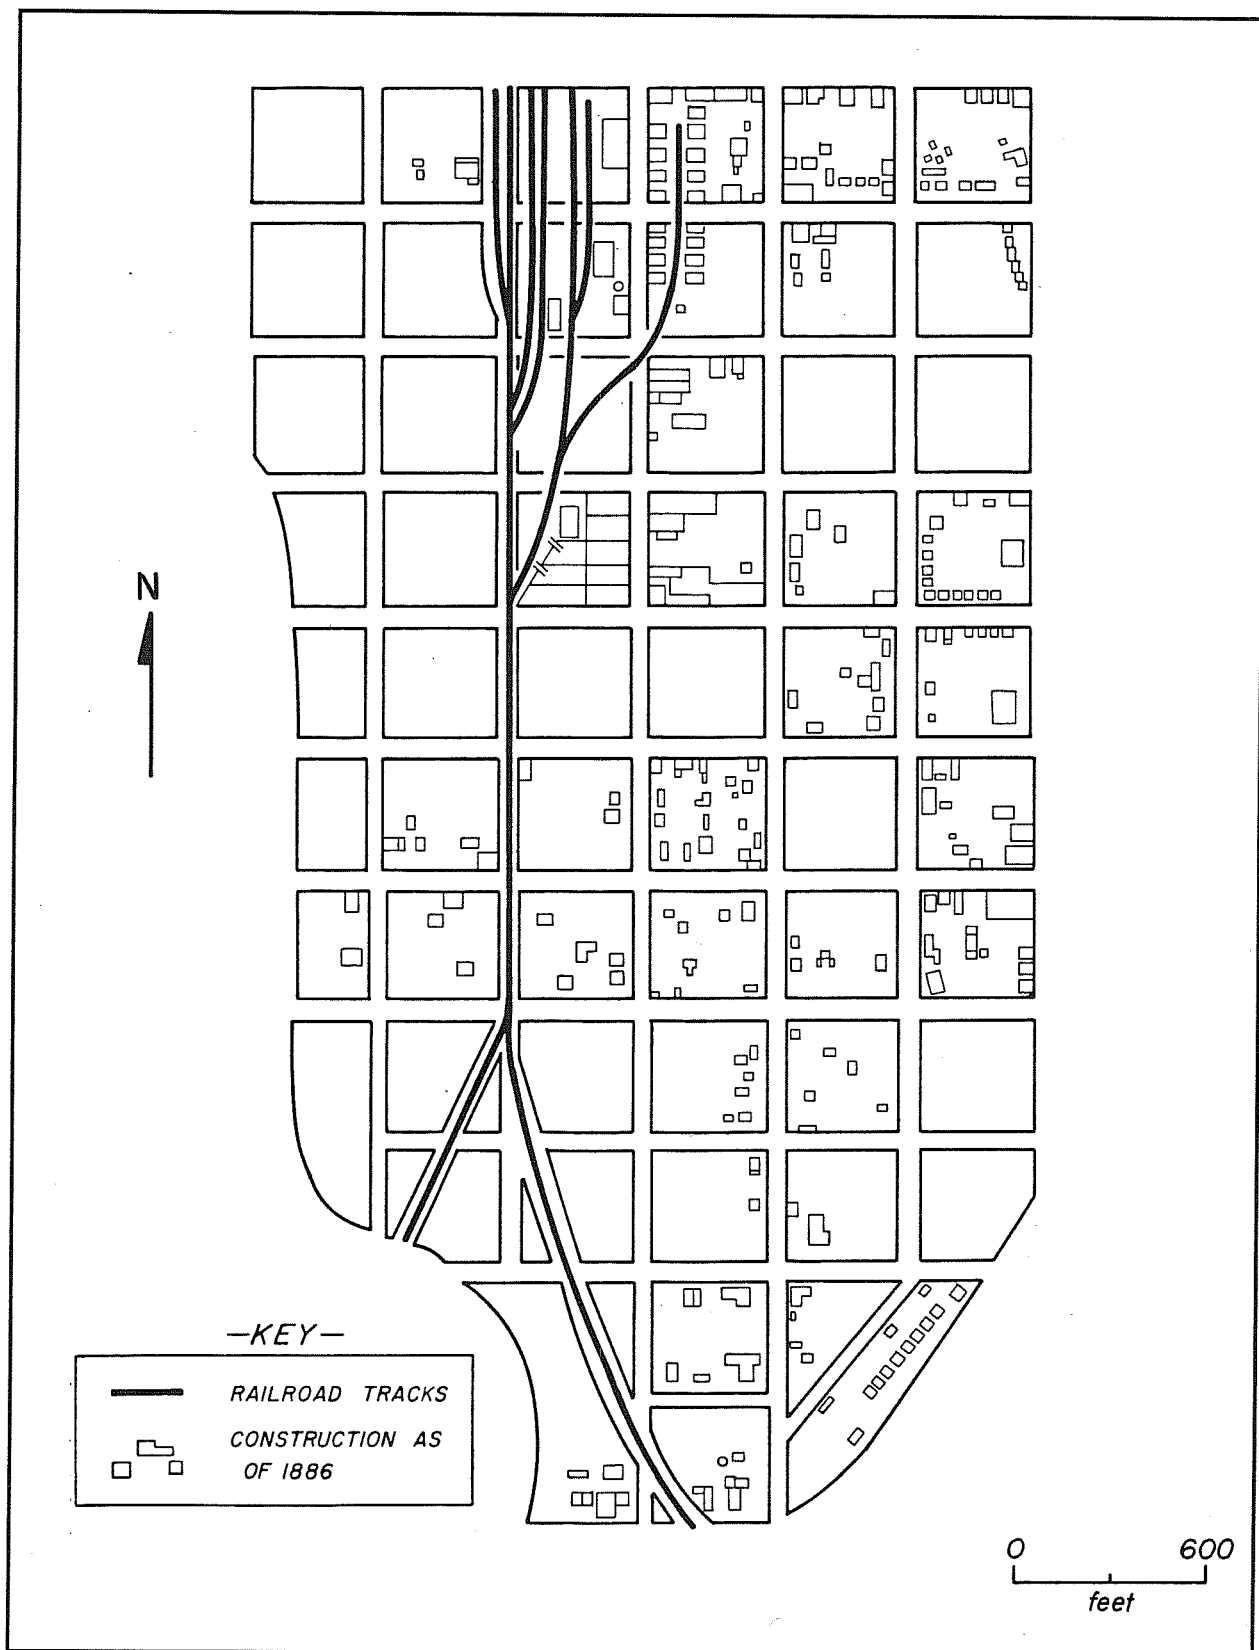 N
—KEY—
RAILROAD TRACKS
CONSTRUCTION AS
OF 1886
0 600
feet